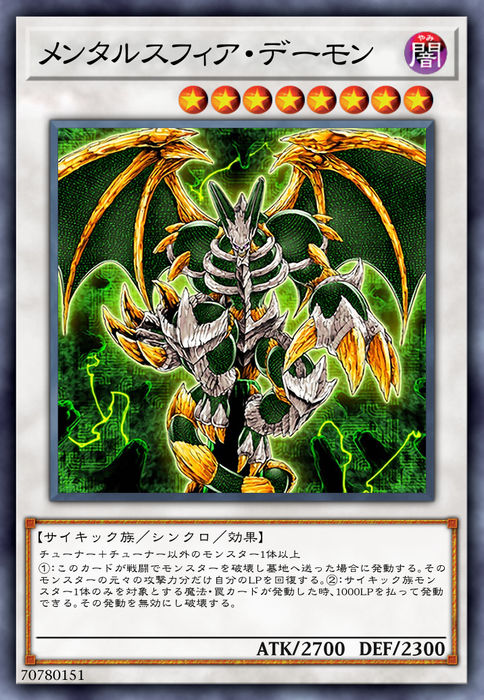 メンタルスフィア・デーモン
やみ
闇
【サイキック族／シンクロ／効果】
チューナー＋チューナー以外のモンスター1体以上
①：このカードが戦闘でモンスターを破壊し墓地へ送った場合に発動する。その
モンスターの元々の攻撃力分だけ自分のLPを回復する。②：サイキック族モン
スター1体のみを対象とする魔法・罠カードが発動した時、1000LPを払って発動
できる。その発動を無効にし破壊する。
ATK/2700 DEF/2300
70780151